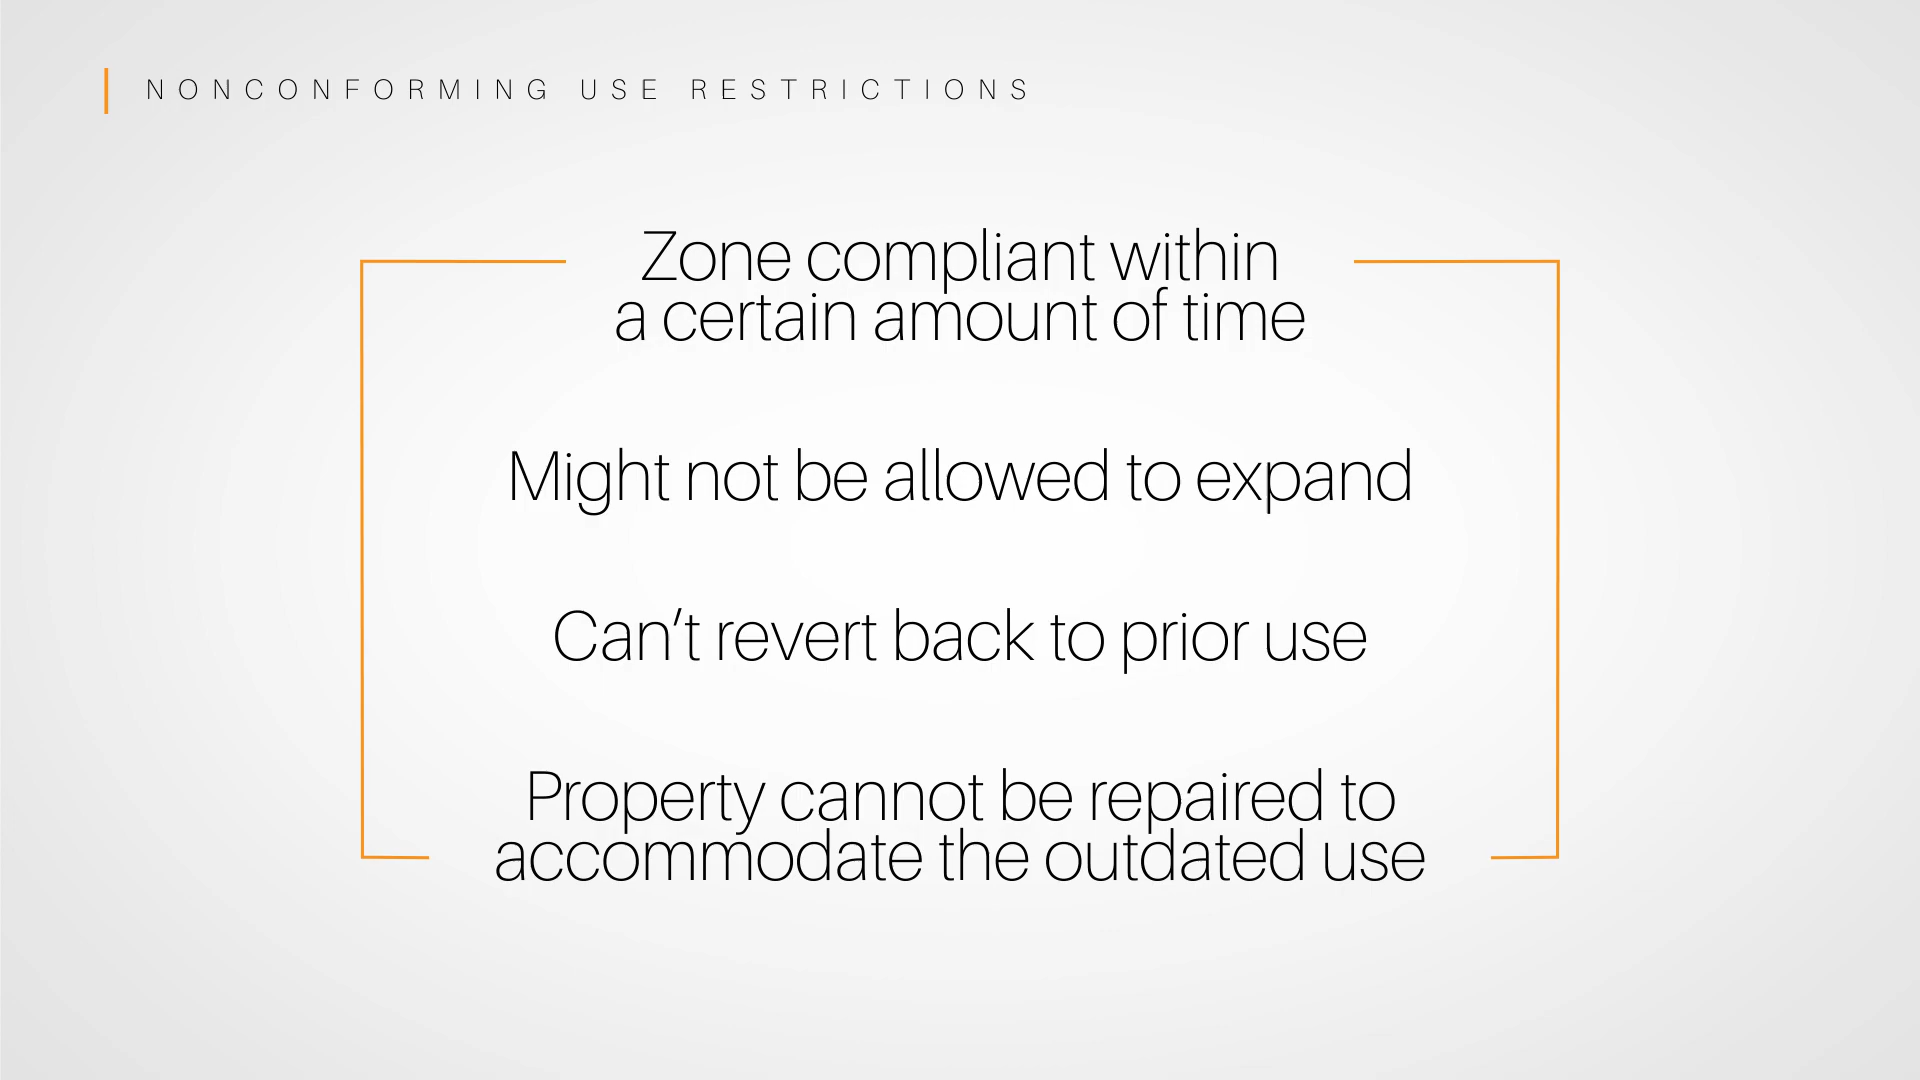 NONCONFORMING USE RESTRICTIONS
Zone compliant within
a certain amount of time
Might not be allowed to expand
Can’t revert back to prior use
Property cannot be repaired to
accommodate the outdated use